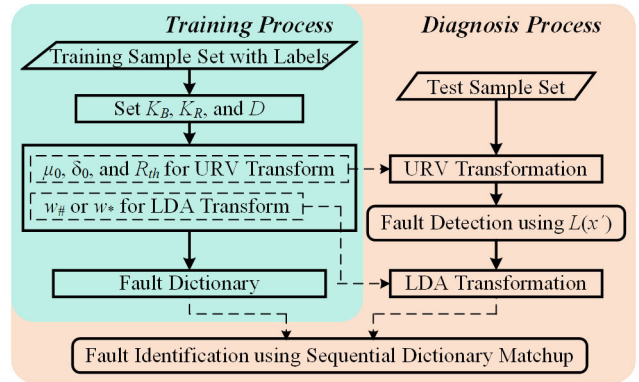 Training Process
Diagnosis Process
Training Sample Set with Labels
Test Sample Set
Set K_B, K_R, and D
μ₀, δ₀, and R_th for URV Transform
URV Transformation
w_# or w_* for LDA Transform
Fault Detection using L(x′)
Fault Dictionary
LDA Transformation
Fault Identification using Sequential Dictionary Matchup